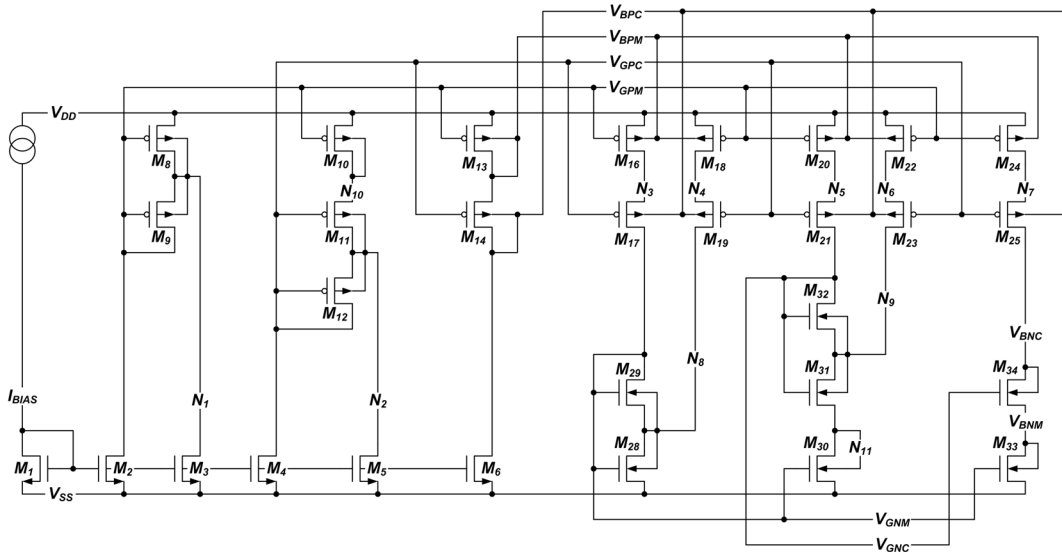 V_BPC
V_BPM
V_GPC
V_GPM
V_DD
M_8
M_10
M_13
M_16
M_18
M_20
M_22
M_24
N_10
N_3
N_4
N_5
N_6
N_7
M_9
M_11
M_14
M_17
M_19
M_21
M_23
M_25
M_12
M_32
N_9
V_BNC
M_29
N_8
M_31
M_34
I_BIAS
N_1
N_2
V_BNM
M_28
M_30
N_11
M_33
M_1
M_2
M_3
M_4
M_5
M_6
V_SS
V_GNM
V_GNC